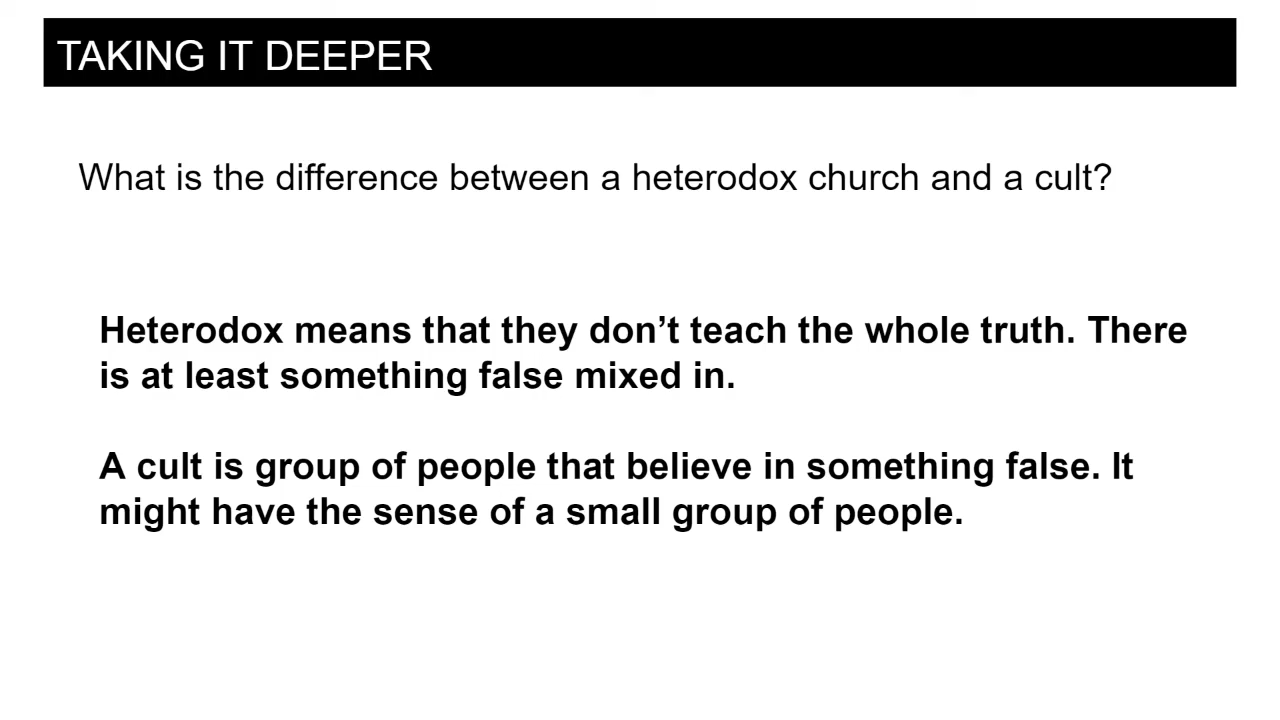 TAKING IT DEEPER
What is the difference between a heterodox church and a cult?
Heterodox means that they don’t teach the whole truth. There
is at least something false mixed in.
A cult is group of people that believe in something false. It
might have the sense of a small group of people.